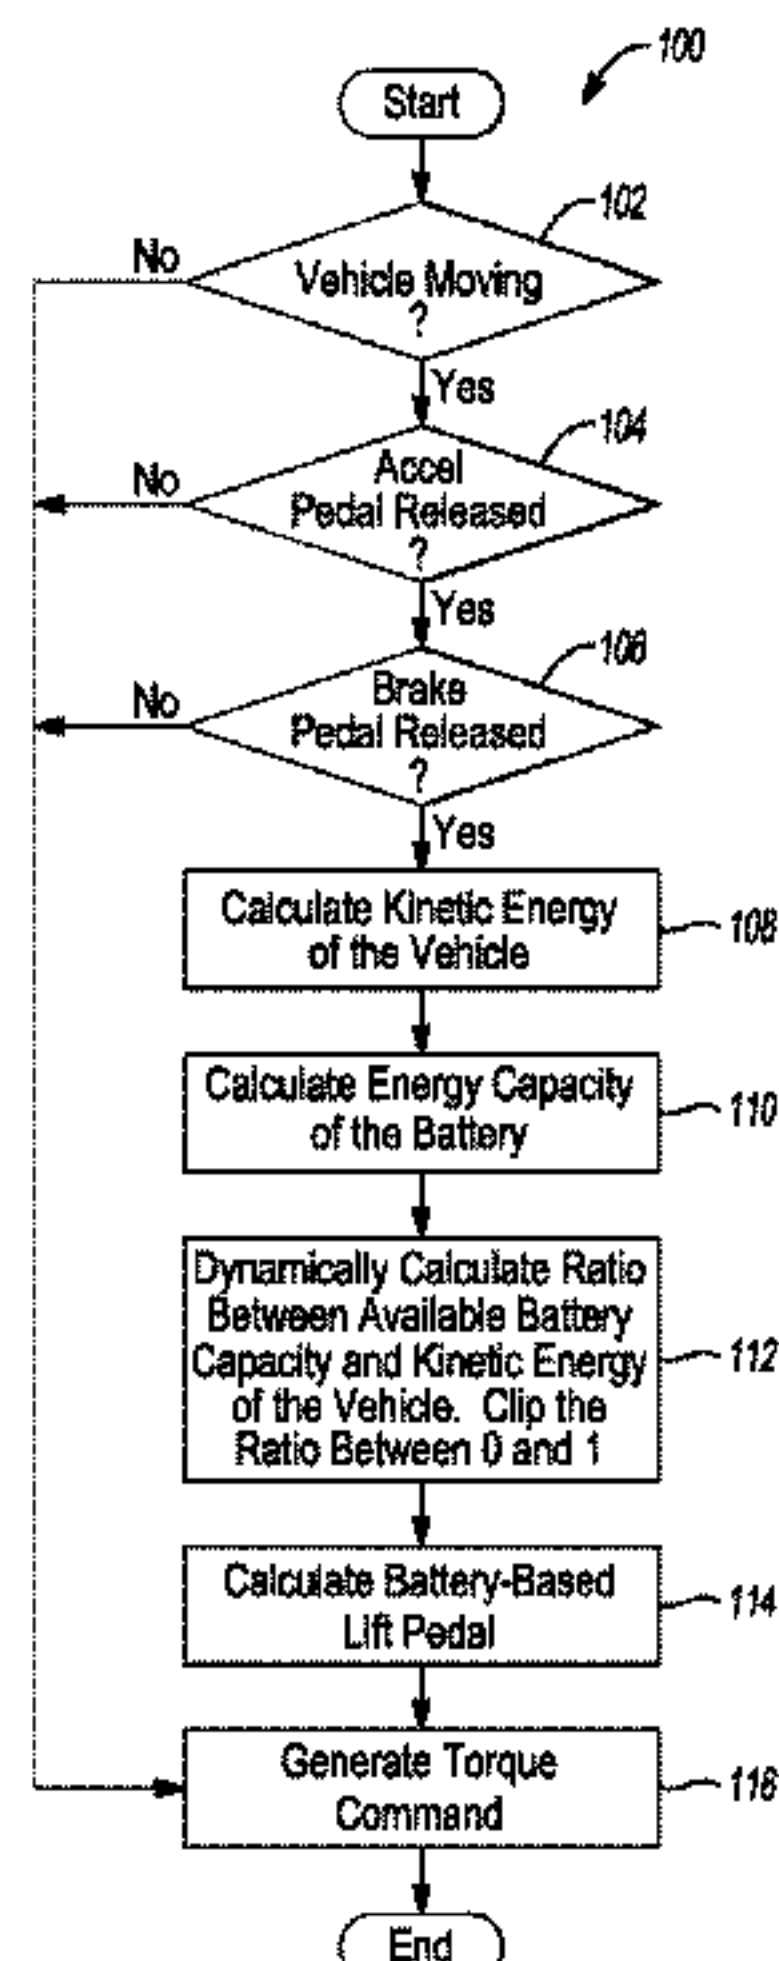 100
Start
102
No
Vehicle Moving
?
Yes
104
No
Accel
Pedal Released
?
Yes
106
No
Brake
Pedal Released
?
Yes
Calculate Kinetic Energy
of the Vehicle
108
Calculate Energy Capacity
of the Battery
110
Dynamically Calculate Ratio
Between Available Battery
Capacity and Kinetic Energy
of the Vehicle. Clip the
Ratio Between 0 and 1
112
Calculate Battery-Based
Lift Pedal
114
Generate Torque
Command
116
End